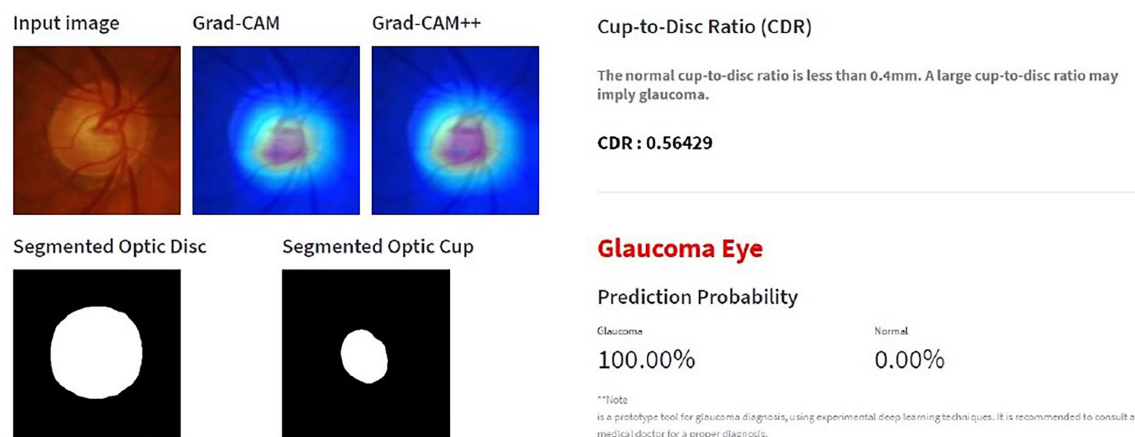 Input image
Grad-CAM
Grad-CAM++
Segmented Optic Disc
Segmented Optic Cup
Cup-to-Disc Ratio (CDR)
The normal cup-to-disc ratio is less than 0.4mm. A large cup-to-disc ratio may
imply glaucoma.
CDR : 0.56429
Glaucoma Eye
Prediction Probability
Glaucoma
Normal
100.00%
0.00%
**Note
is a prototype tool for glaucoma diagnosis, using experimental deep learning techniques. It is recommended to consult a
medical doctor for a proper diagnosis.